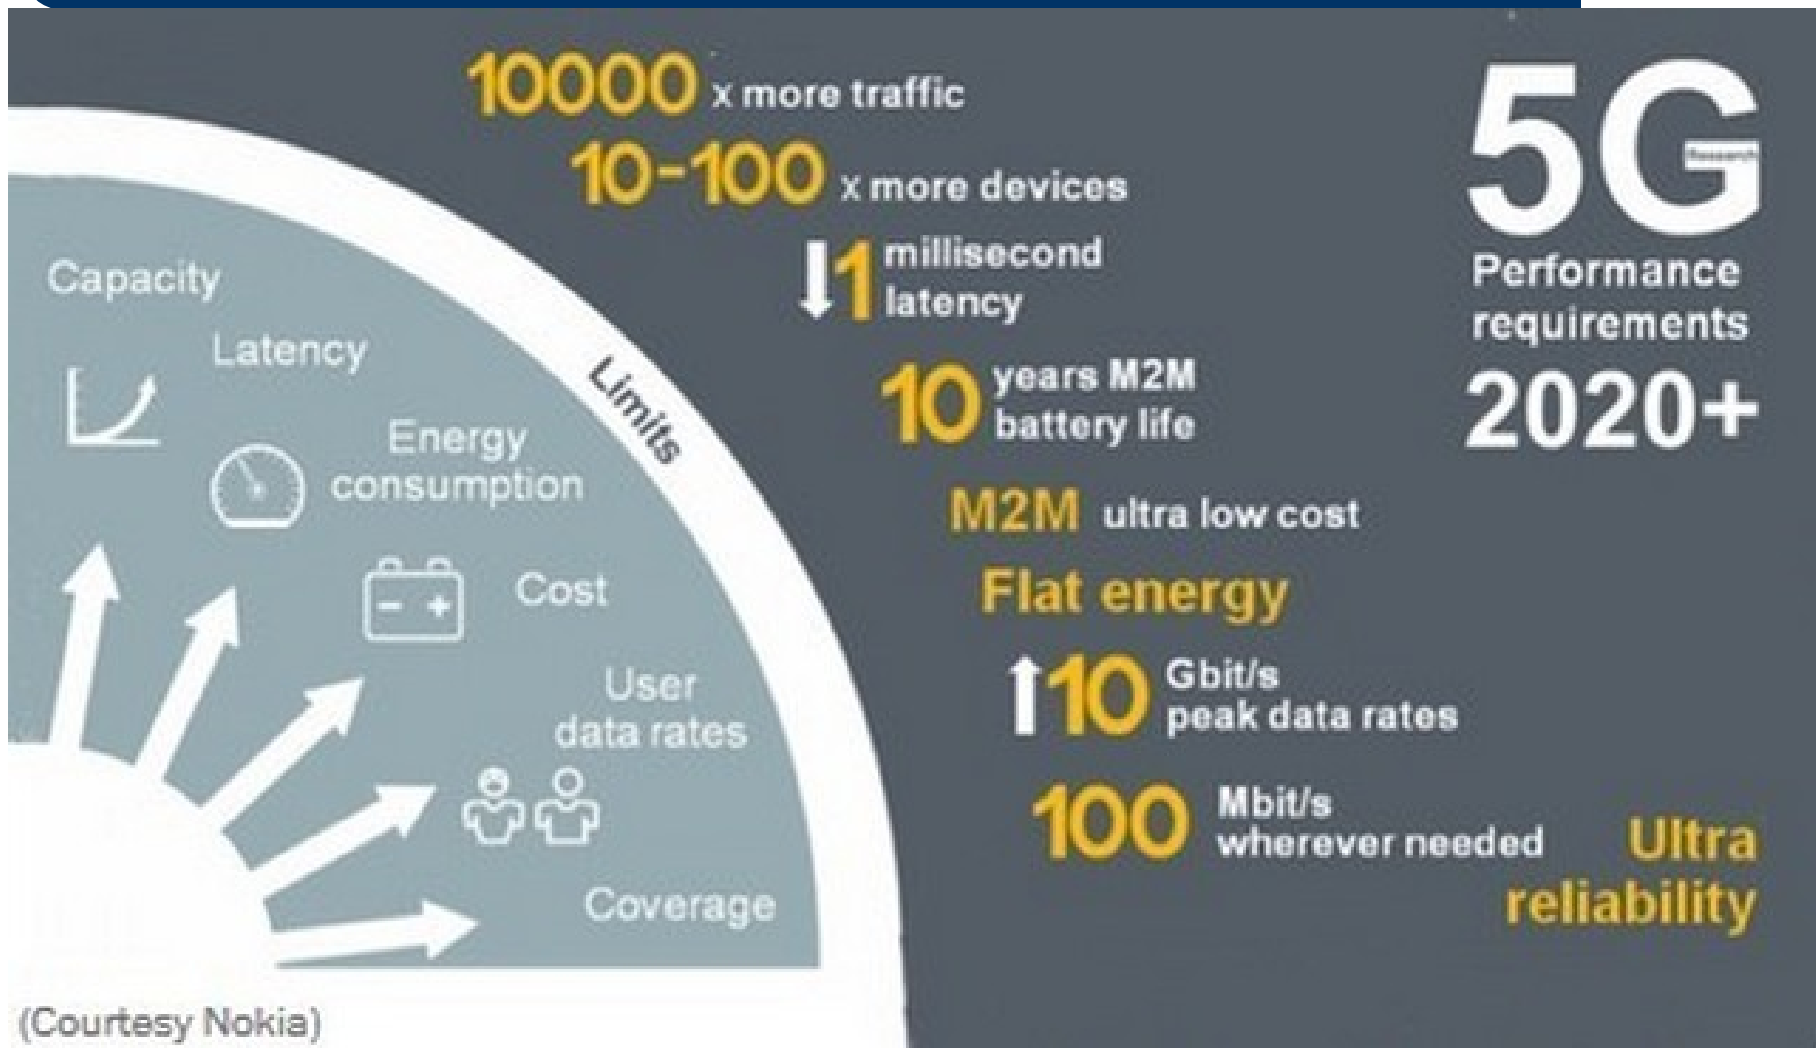 10000 x more traffic
10-100 x more devices
1 millisecond
latency
10 years M2M
battery life
M2M ultra low cost
Flat energy
10 Gbit/s
peak data rates
100 Mbit/s
wherever needed
Ultra
reliability
5G
Research
Performance
requirements
2020+
Limits
Capacity
Latency
Energy
consumption
Cost
User
data rates
Coverage
(Courtesy Nokia)